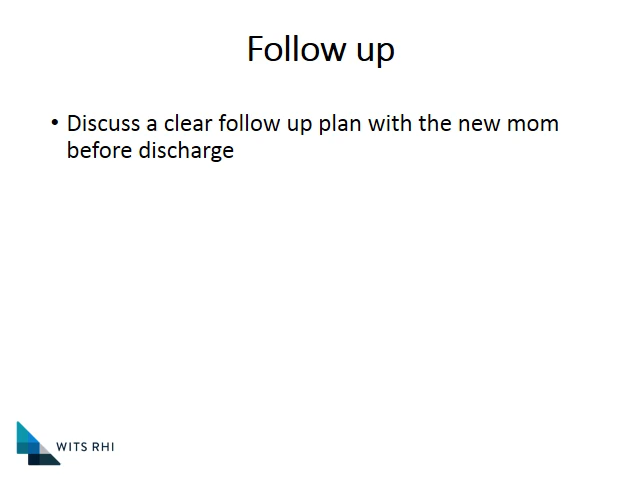 Follow up
• Discuss a clear follow up plan with the new mom
before discharge
WITS RHI